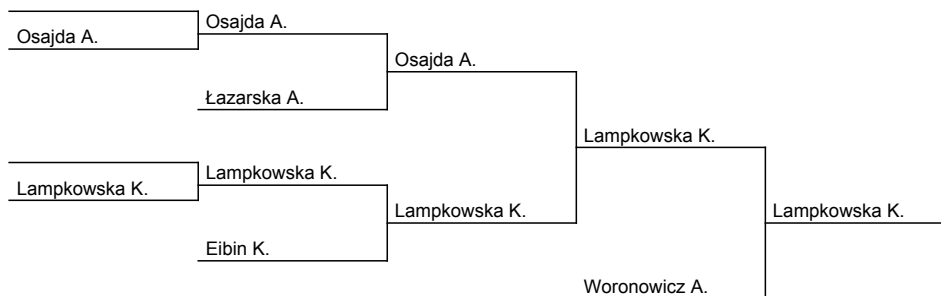 Osajda A.
Osajda A.
Osajda A.
Łazarska A.
Lampkowska K.
Lampkowska K.
Lampkowska K.
Lampkowska K.
Lampkowska K.
Eibin K.
Woronowicz A.